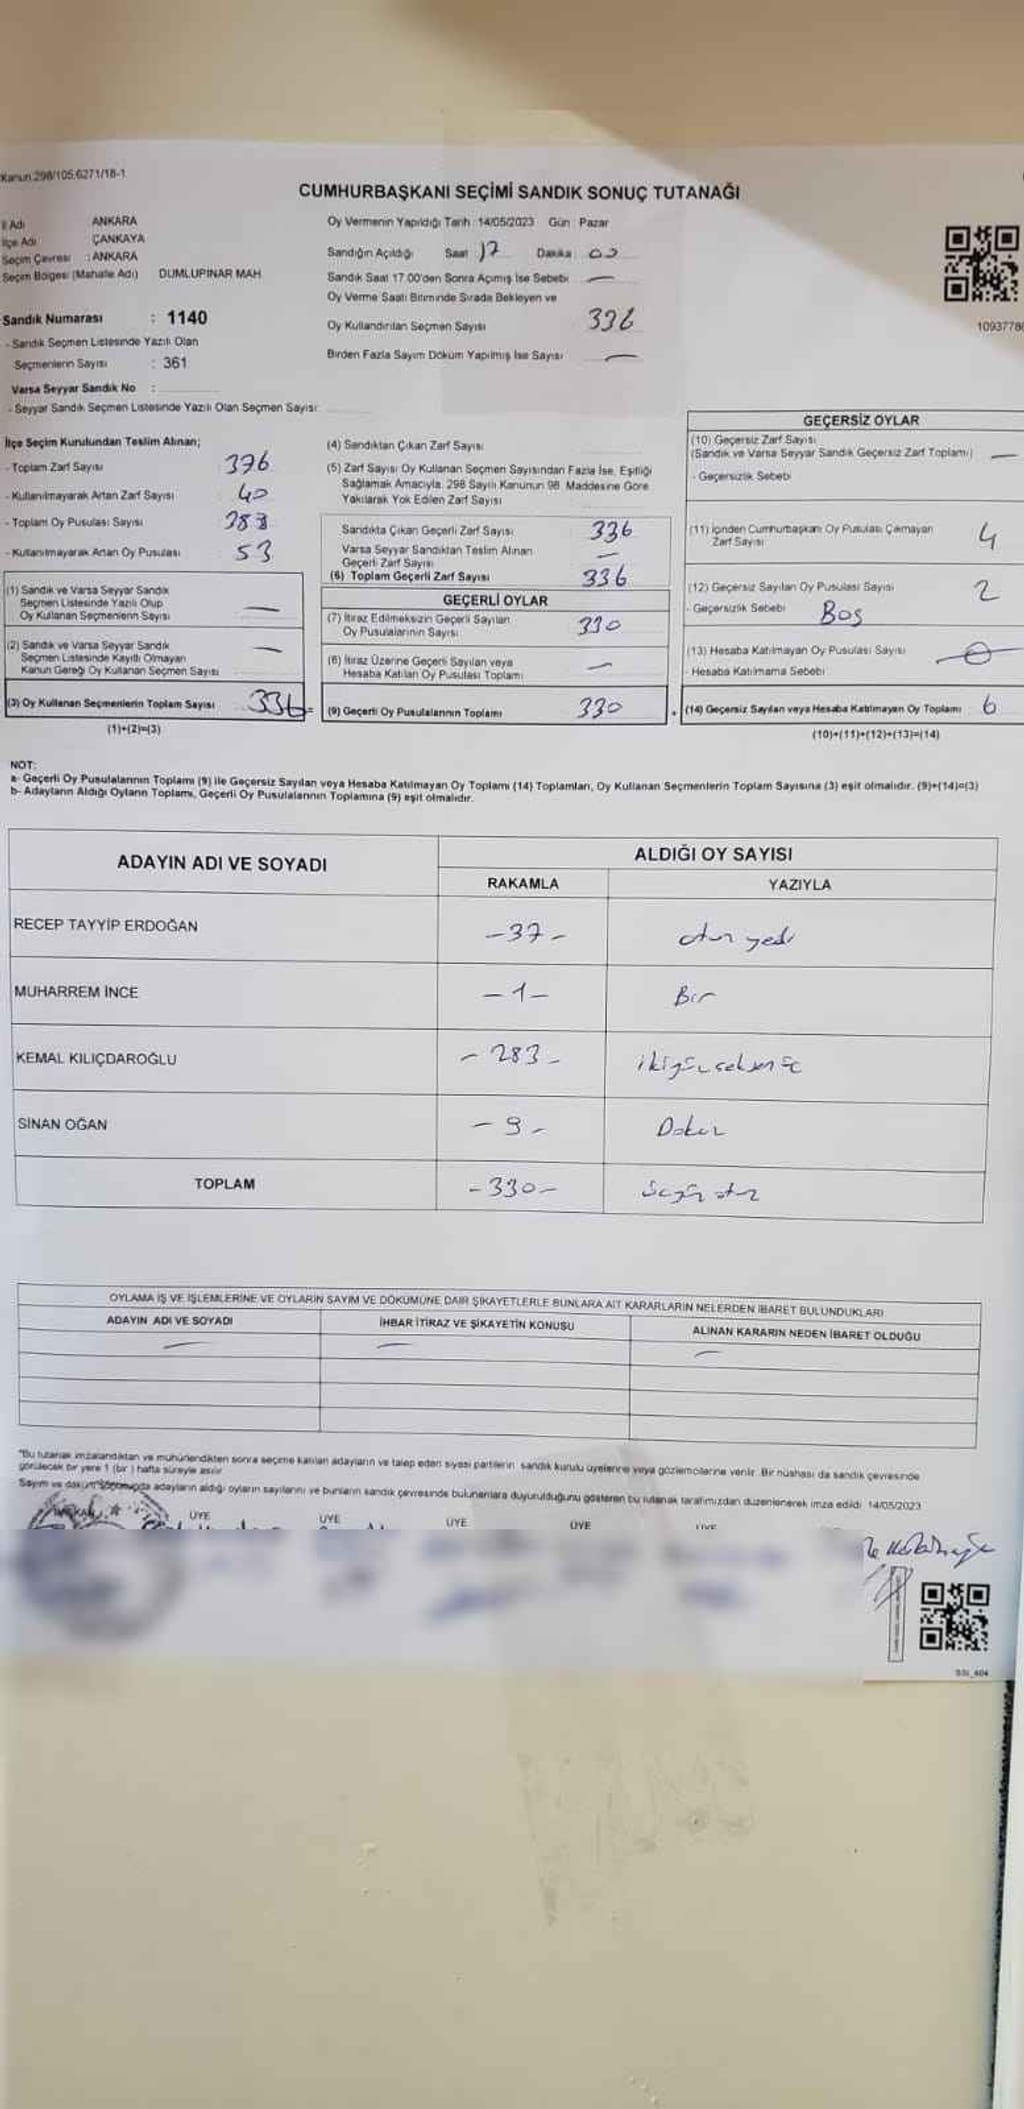 Kanun 298/105,6271/18-1
CUMHURBAŞKANI SEÇİMİ SANDIK SONUÇ TUTANAĞI
İl Adı ANKARA
İlçe Adı ÇANKAYA
Seçim Çevresi : ANKARA
Seçim Bölgesi (Mahalle Adı) DUMLUPINAR MAH
Sandık Numarası : 1140
- Sandık Seçmen Listesinde Yazılı Olan
Seçmenlerin Sayısı : 361
Varsa Seyyar Sandık No :
- Seyyar Sandık Seçmen Listesinde Yazılı Olan Seçmen Sayısı:
Oy Vermenin Yapıldığı Tarih : 14/05/2023 Gün : Pazar
Sandığın Açıldığı Saat 17 Dakika 00
Sandık Saat 17.00'den Sonra Açılmış İse Sebebi —
Oy Verme Saati Bitiminde Sırada Bekleyen ve
Oy Kullandırılan Seçmen Sayısı 336
Birden Fazla Sayım Döküm Yapılmış İse Sayısı —
1093778
İlçe Seçim Kurulundan Teslim Alınan;
- Toplam Zarf Sayısı 376
- Kullanılmayarak Artan Zarf Sayısı 40
- Toplam Oy Pusulası Sayısı
- Kullanılmayarak Artan Oy Pusulası 53
(1) Sandık ve Varsa Seyyar Sandık
Seçmen Listesinde Yazılı Olup
Oy Kullanan Seçmenlerin Sayısı —
(2) Sandık ve Varsa Seyyar Sandık
Seçmen Listesinde Kayıtlı Olmayan
Kanun Gereği Oy Kullanan Seçmen Sayısı —
(3) Oy Kullanan Seçmenlerin Toplam Sayısı 336
(1)+(2)=(3)
(4) Sandıktan Çıkan Zarf Sayısı
(5) Zarf Sayısı Oy Kullanan Seçmen Sayısından Fazla İse, Eşitliği
Sağlamak Amacıyla, 298 Sayılı Kanunun 98. Maddesine Göre
Yakılarak Yok Edilen Zarf Sayısı
Sandıkta Çıkan Geçerli Zarf Sayısı 336
Varsa Seyyar Sandıktan Teslim Alınan
Geçerli Zarf Sayısı —
(6) Toplam Geçerli Zarf Sayısı 336
GEÇERLİ OYLAR
(7) İtiraz Edilmeksizin Geçerli Sayılan
Oy Pusulalarının Sayısı 330
(8) İtiraz Üzerine Geçerli Sayılan veya
Hesaba Katılan Oy Pusulası Toplamı —
(9) Geçerli Oy Pusulalarının Toplamı 330
GEÇERSİZ OYLAR
(10) Geçersiz Zarf Sayısı
(Sandık ve Varsa Seyyar Sandık Geçersiz Zarf Toplamı) —
- Geçersizlik Sebebi
(11) İçinden Cumhurbaşkanı Oy Pusulası Çıkmayan
Zarf Sayısı 4
(12) Geçersiz Sayılan Oy Pusulası Sayısı 2
- Geçersizlik Sebebi Boş
(13) Hesaba Katılmayan Oy Pusulası Sayısı
- Hesaba Katılmama Sebebi
(14) Geçersiz Sayılan veya Hesaba Katılmayan Oy Toplamı 6
(10)+(11)+(12)+(13)=(14)
NOT:
a- Geçerli Oy Pusulalarının Toplamı (9) ile Geçersiz Sayılan veya Hesaba Katılmayan Oy Toplamı (14) Toplamları, Oy Kullanan Seçmenlerin Toplam Sayısına (3) eşit olmalıdır. (9)+(14)=(3)
b- Adayların Aldığı Oyların Toplamı, Geçerli Oy Pusulalarının Toplamına (9) eşit olmalıdır.
ADAYIN ADI VE SOYADI ALDIĞI OY SAYISI
RAKAMLA YAZIYLA
RECEP TAYYİP ERDOĞAN -37- otuz yedi
MUHARREM İNCE -1- Bir
KEMAL KILIÇDAROĞLU -283- ikiyüz seksen üç
SİNAN OĞAN -9- Dokuz
TOPLAM -330- üçyüz otuz
OYLAMA İŞ VE İŞLEMLERİNE VE OYLARIN SAYIM VE DÖKÜMÜNE DAİR ŞİKAYETLERLE BUNLARA AİT KARARLARIN NELERDEN İBARET BULUNDUKLARI
ADAYIN ADI VE SOYADI İHBAR İTİRAZ VE ŞİKAYETİN KONUSU ALINAN KARARIN NEDEN İBARET OLDUĞU
— — —
"Bu tutanak imzalandıktan ve mühürlendikten sonra seçime katılan adayların ve talep eden siyasi partilerin sandık kurulu üyelerine veya gözlemcilerine verilir. Bir nüshası da sandık çevresinde
görülecek bir yere 1 (bir) hafta süreyle asılır
Sayım ve döküm sonucunda adayların aldığı oyların sayılarını ve bunların sandık çevresinde bulunanlara duyurulduğunu gösteren bu tutanak tarafımızdan düzenlenerek imza edildi 14/05/2023
ÜYE ÜYE ÜYE ÜYE ÜYE